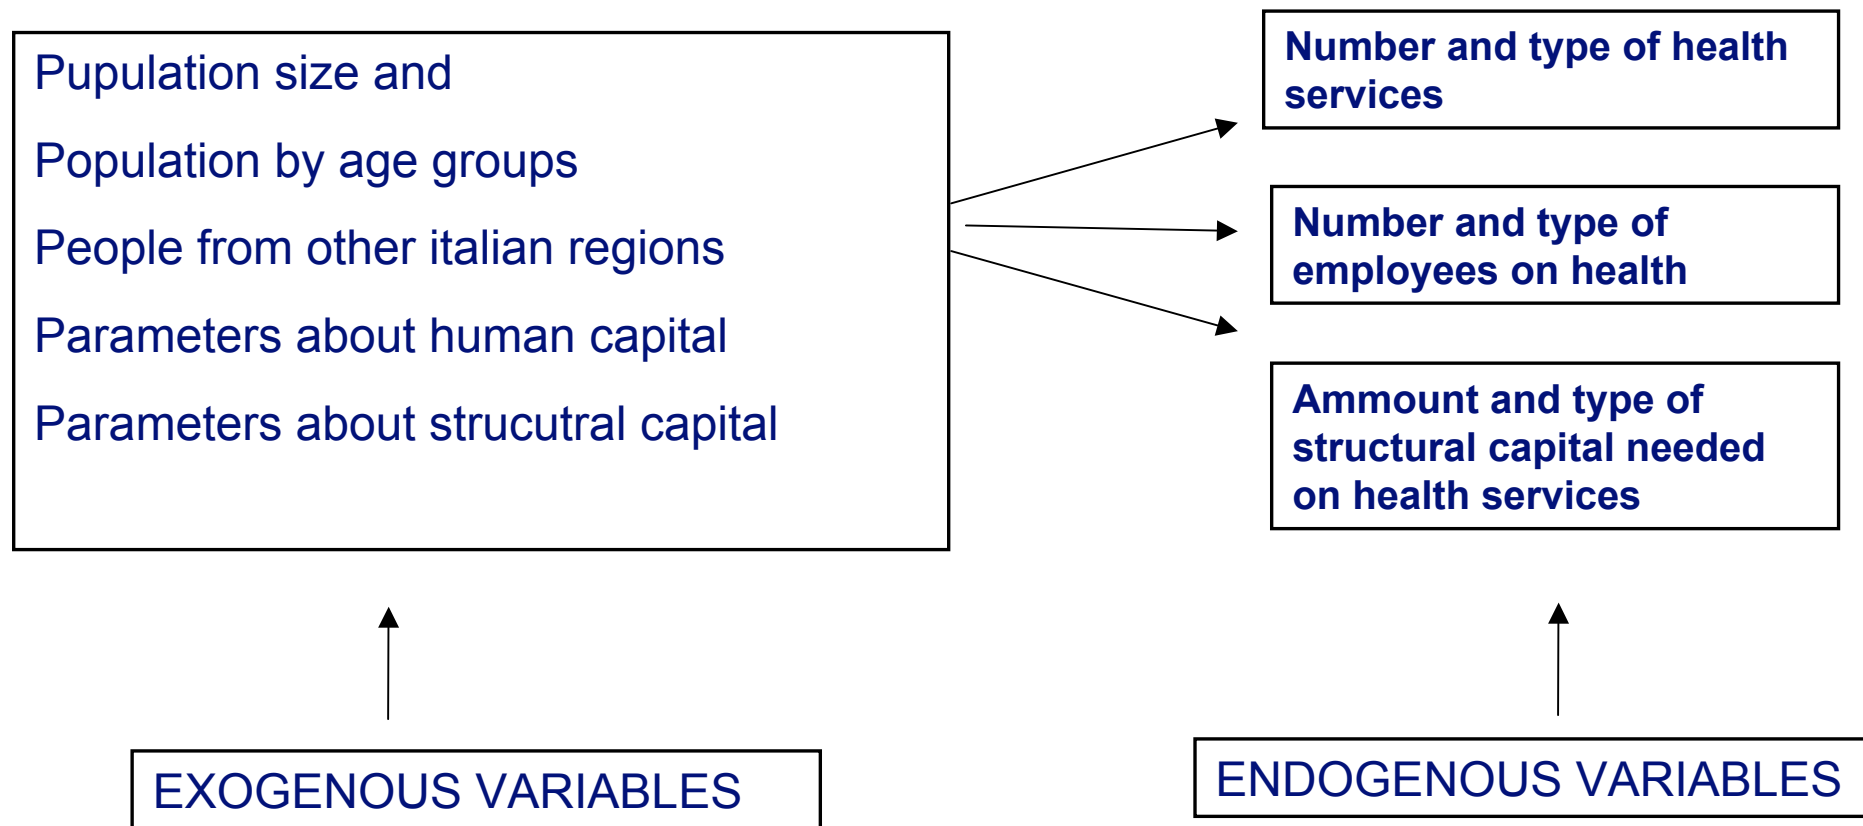 Pupulation size and
Population by age groups
People from other italian regions
Parameters about human capital
Parameters about strucutral capital
Number and type of health
services
Number and type of
employees on health
Ammount and type of
structural capital needed
on health services
EXOGENOUS VARIABLES
ENDOGENOUS VARIABLES